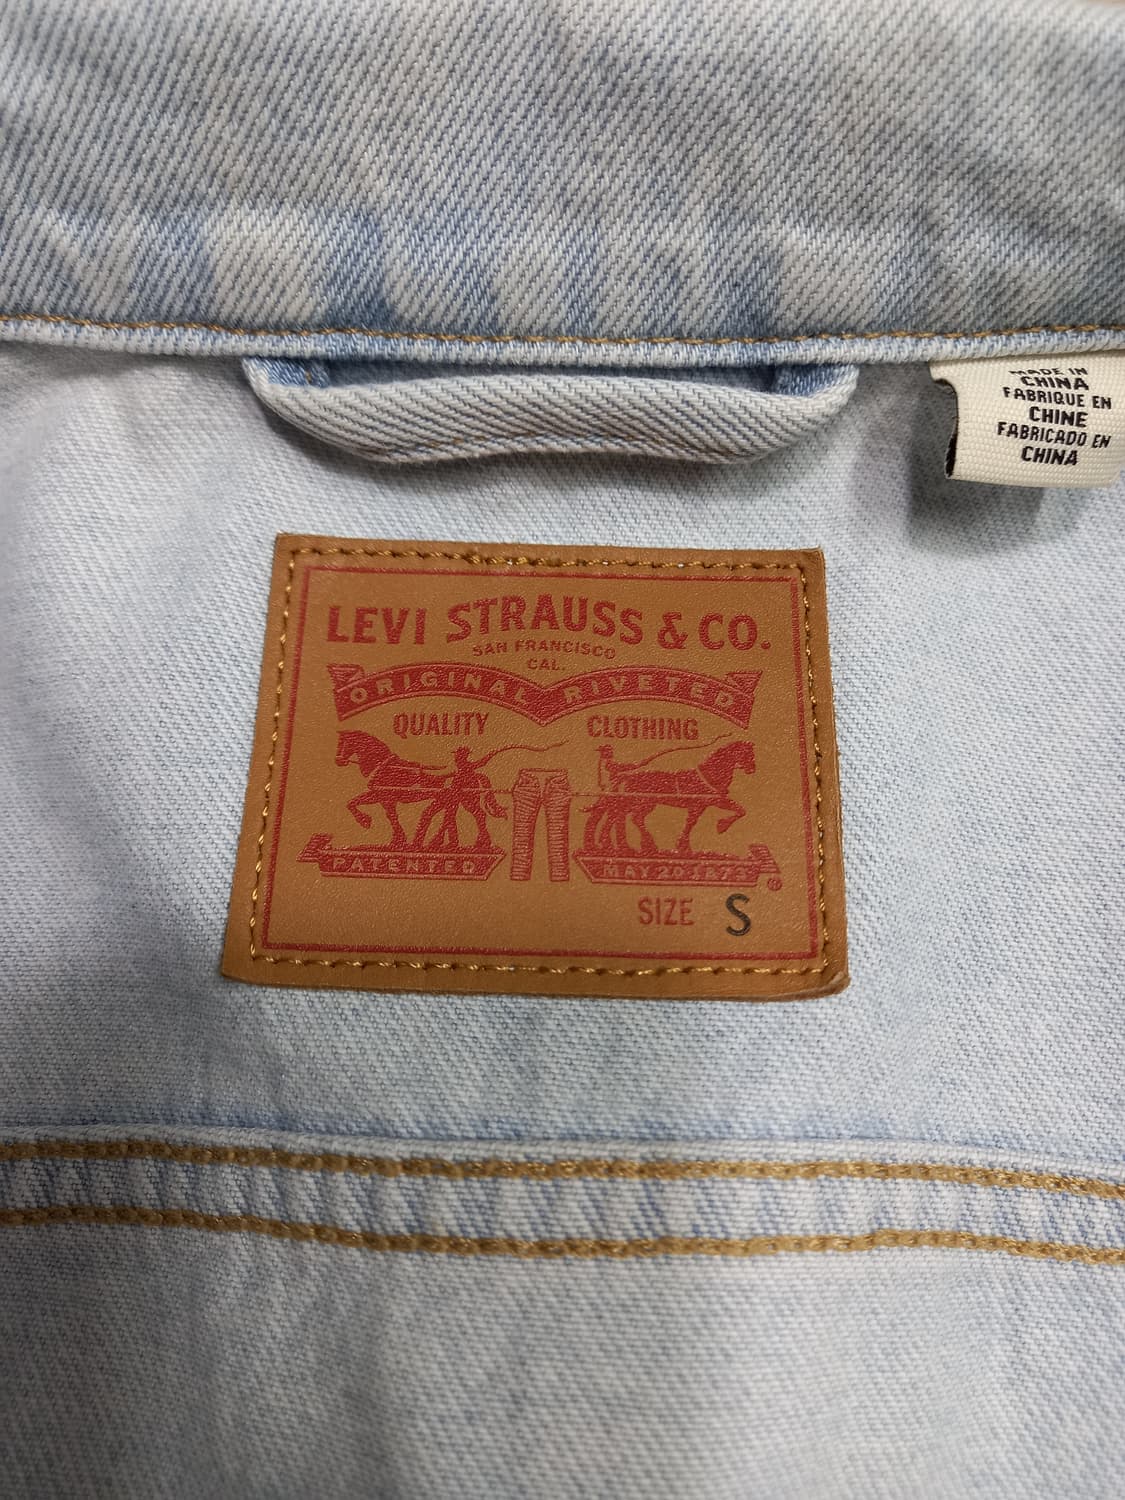 MADE IN
CHINA
FABRIQUE EN
CHINE
FABRICADO EN
CHINA
LEVI STRAUSS & CO.
SAN FRANCISCO
CAL.
ORIGINAL RIVETED
QUALITY CLOTHING
PATENTED MAY 20 1873
®
SIZE S